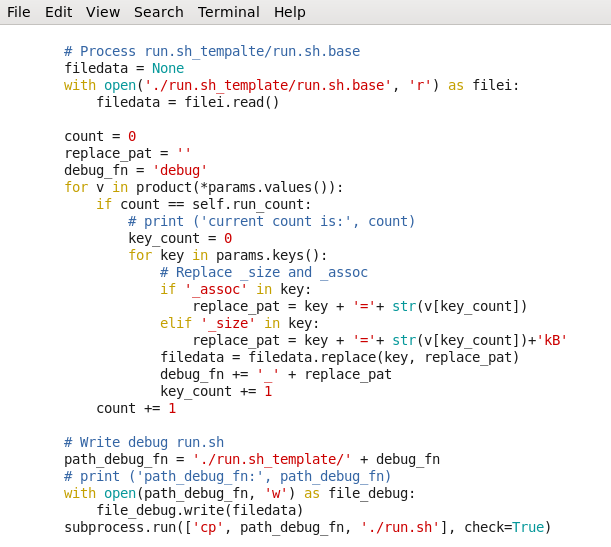 File Edit View Search Terminal Help
# Process run.sh_tempalte/run.sh.base
filedata = None
with open('./run.sh_template/run.sh.base', 'r') as filei:
    filedata = filei.read()

count = 0
replace_pat = ''
debug_fn = 'debug'
for v in product(*params.values()):
    if count == self.run_count:
        # print ('current count is:', count)
        key_count = 0
        for key in params.keys():
            # Replace _size and _assoc
            if '_assoc' in key:
                replace_pat = key + '='+ str(v[key_count])
            elif '_size' in key:
                replace_pat = key + '='+ str(v[key_count])+'kB'
            filedata = filedata.replace(key, replace_pat)
            debug_fn += '_' + replace_pat
            key_count += 1
    count += 1

# Write debug run.sh
path_debug_fn = './run.sh_template/' + debug_fn
# print ('path_debug_fn:', path_debug_fn)
with open(path_debug_fn, 'w') as file_debug:
    file_debug.write(filedata)
subprocess.run(['cp', path_debug_fn, './run.sh'], check=True)